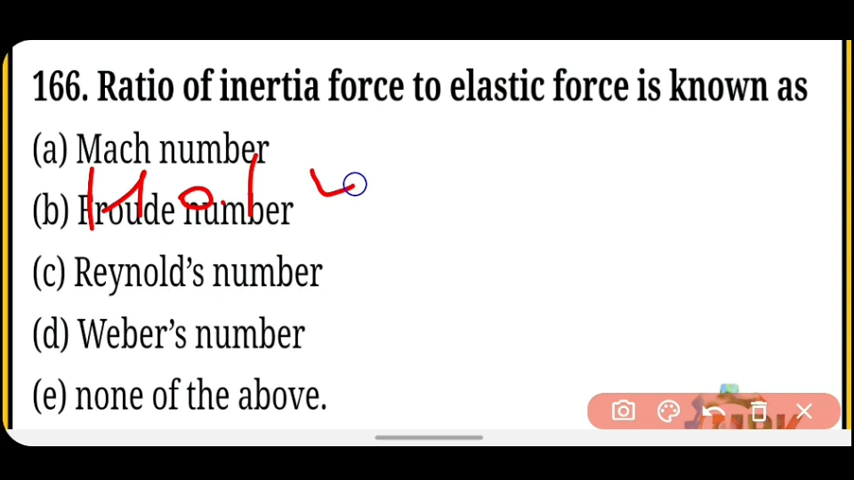 166. Ratio of inertia force to elastic force is known as
(a) Mach number
(b) Froude number
(c) Reynold's number
(d) Weber's number
(e) none of the above.